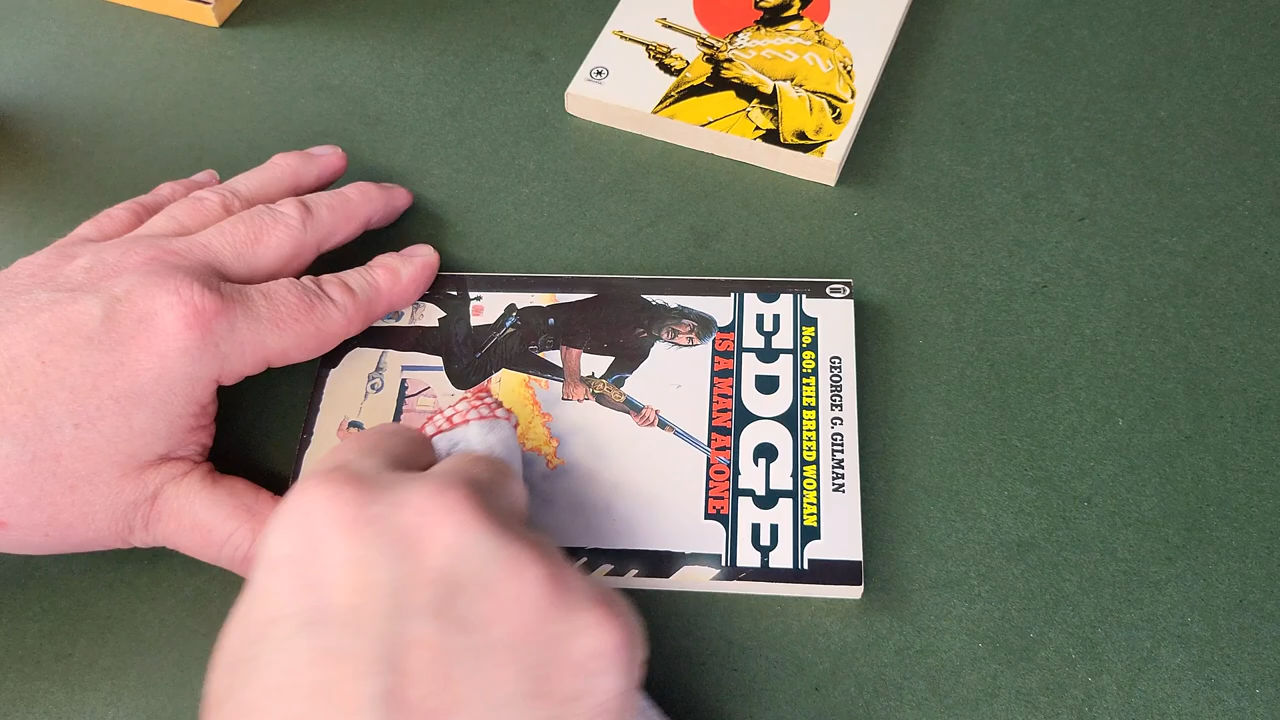 GEORGE G. GILMAN
No. 60: THE BREED WOMAN
EDGE
IS A MAN ALONE